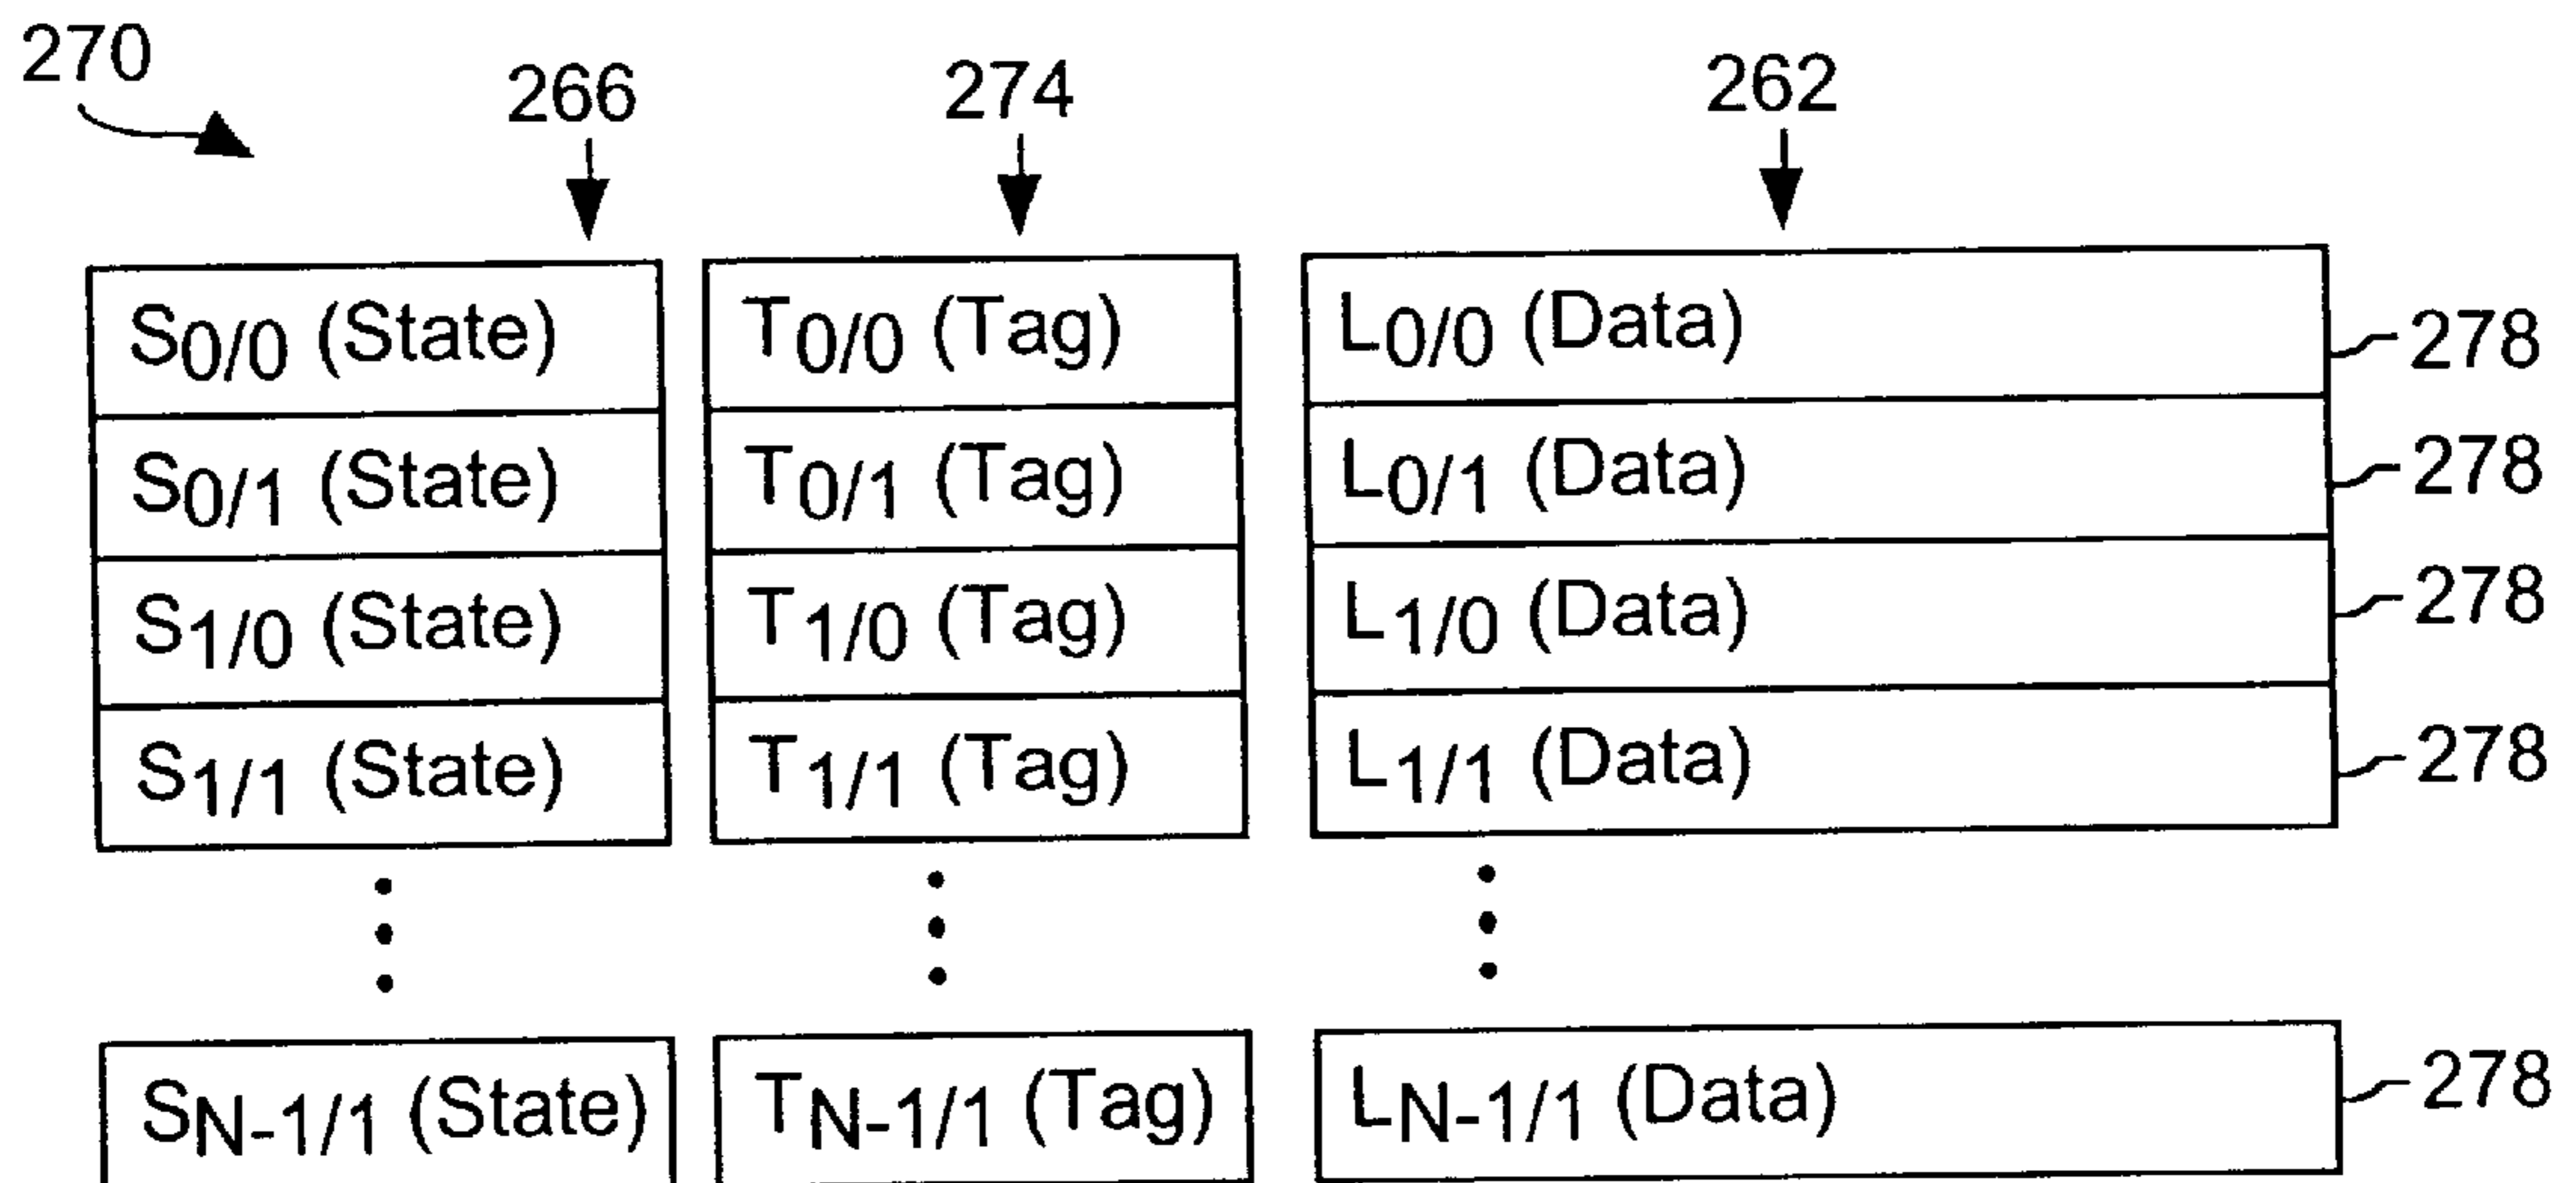 270
266 274 262
S0/0 (State) T0/0 (Tag) L0/0 (Data) 278
S0/1 (State) T0/1 (Tag) L0/1 (Data) 278
S1/0 (State) T1/0 (Tag) L1/0 (Data) 278
S1/1 (State) T1/1 (Tag) L1/1 (Data) 278
SN-1/1 (State) TN-1/1 (Tag) LN-1/1 (Data) 278